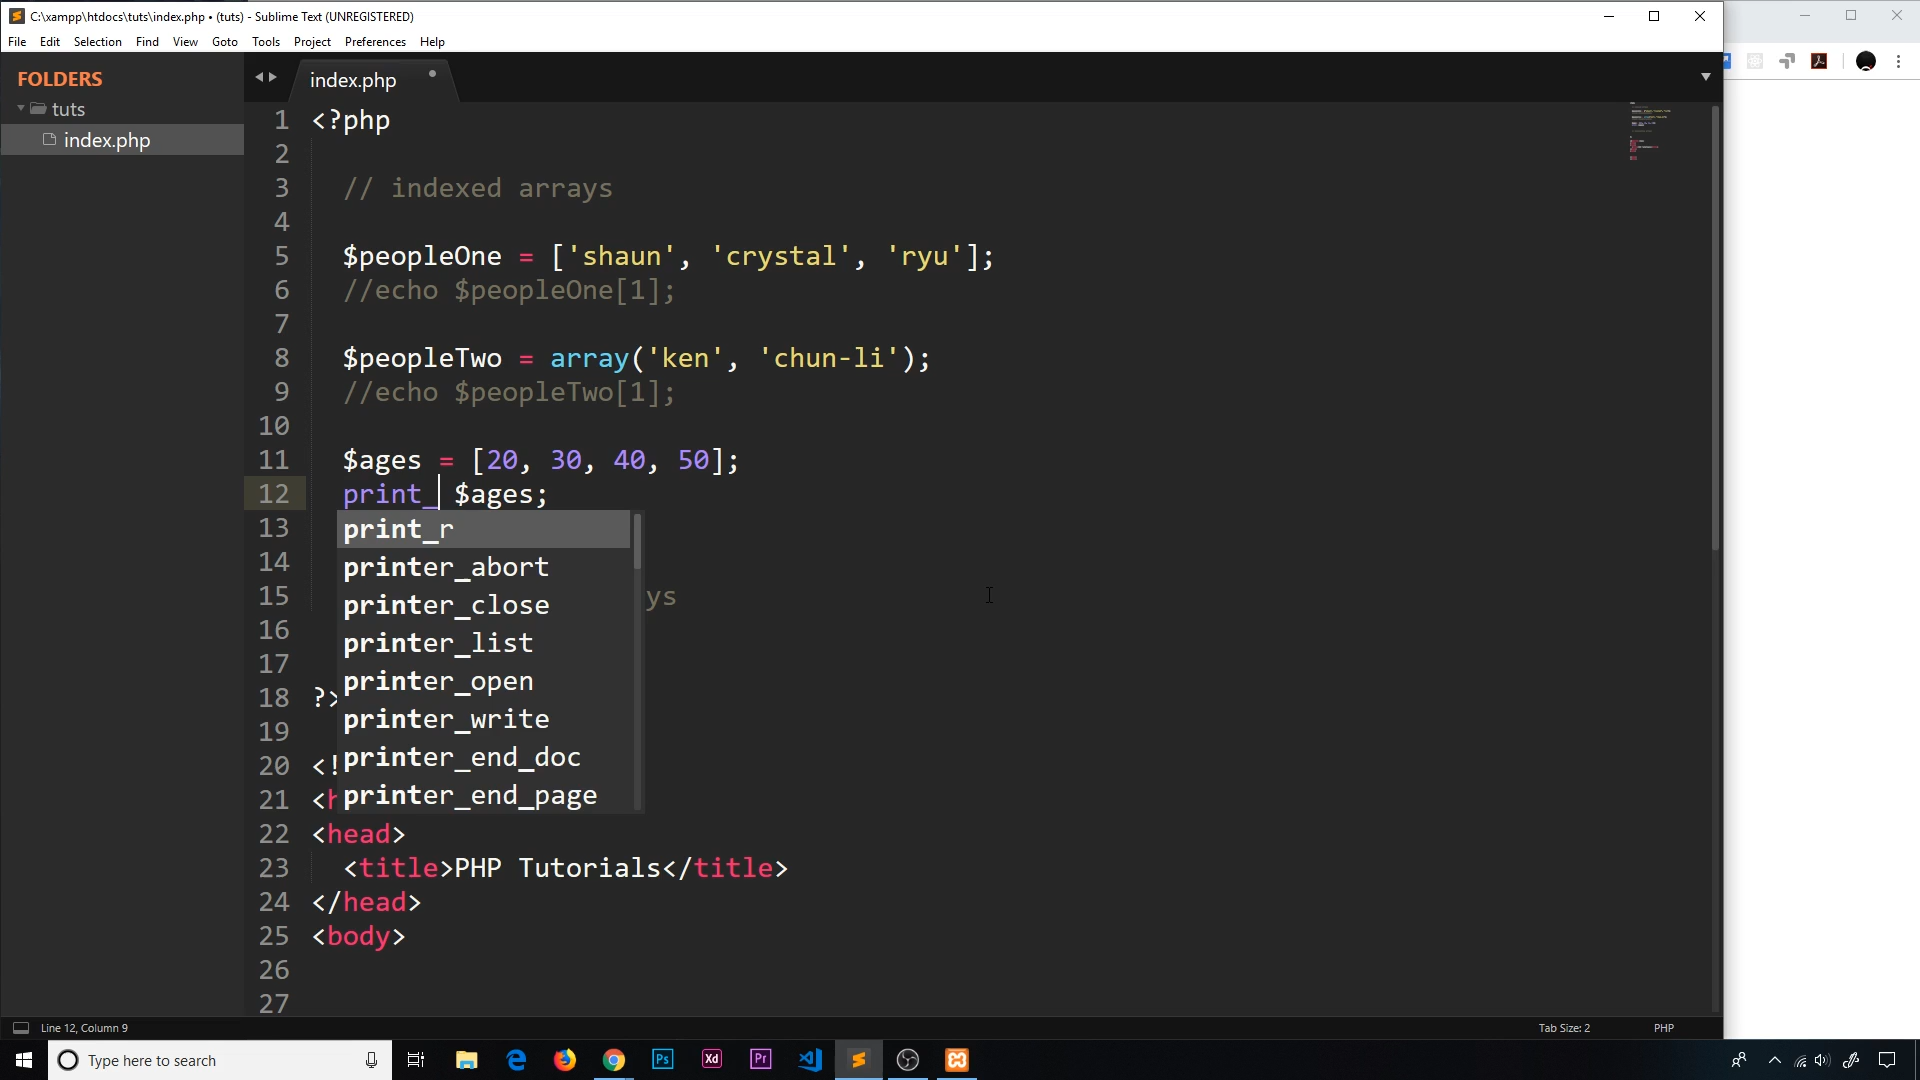 C:\xampp\htdocs\tuts\index.php • (tuts) - Sublime Text (UNREGISTERED)
File Edit Selection Find View Goto Tools Project Preferences Help
FOLDERS
tuts
index.php
index.php
1 <?php
2
3 // indexed arrays
4
5 $peopleOne = ['shaun', 'crystal', 'ryu'];
6 //echo $peopleOne[1];
7
8 $peopleTwo = array('ken', 'chun-li');
9 //echo $peopleTwo[1];
10
11 $ages = [20, 30, 40, 50];
12 print_ $ages;
13 print_r
14 printer_abort
15 printer_close ys
16 printer_list
17 printer_open
18 ?> printer_write
19 printer_end_doc
20 <! printer_end_page
21 <h
22 <head>
23 <title>PHP Tutorials</title>
24 </head>
25 <body>
26
27
Line 12, Column 9 Tab Size: 2 PHP
Type here to search Ps Xd Pr